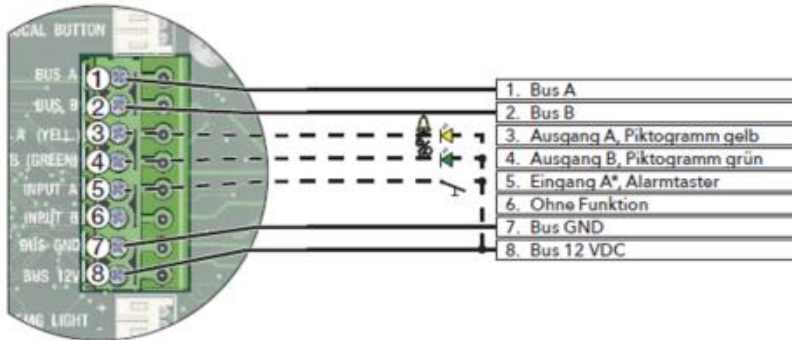 CAL BUTTON
BUS A 1
BUS B 2
A (YELL.) 3
B (GREEN) 4
INPUT A 5
INPUT B 6
BUS GND 7
BUS 12V 8
LIGHT
1. Bus A
2. Bus B
3. Ausgang A, Piktogramm gelb
4. Ausgang B, Piktogramm grün
5. Eingang A*, Alarmtaster
6. Ohne Funktion
7. Bus GND
8. Bus 12 VDC